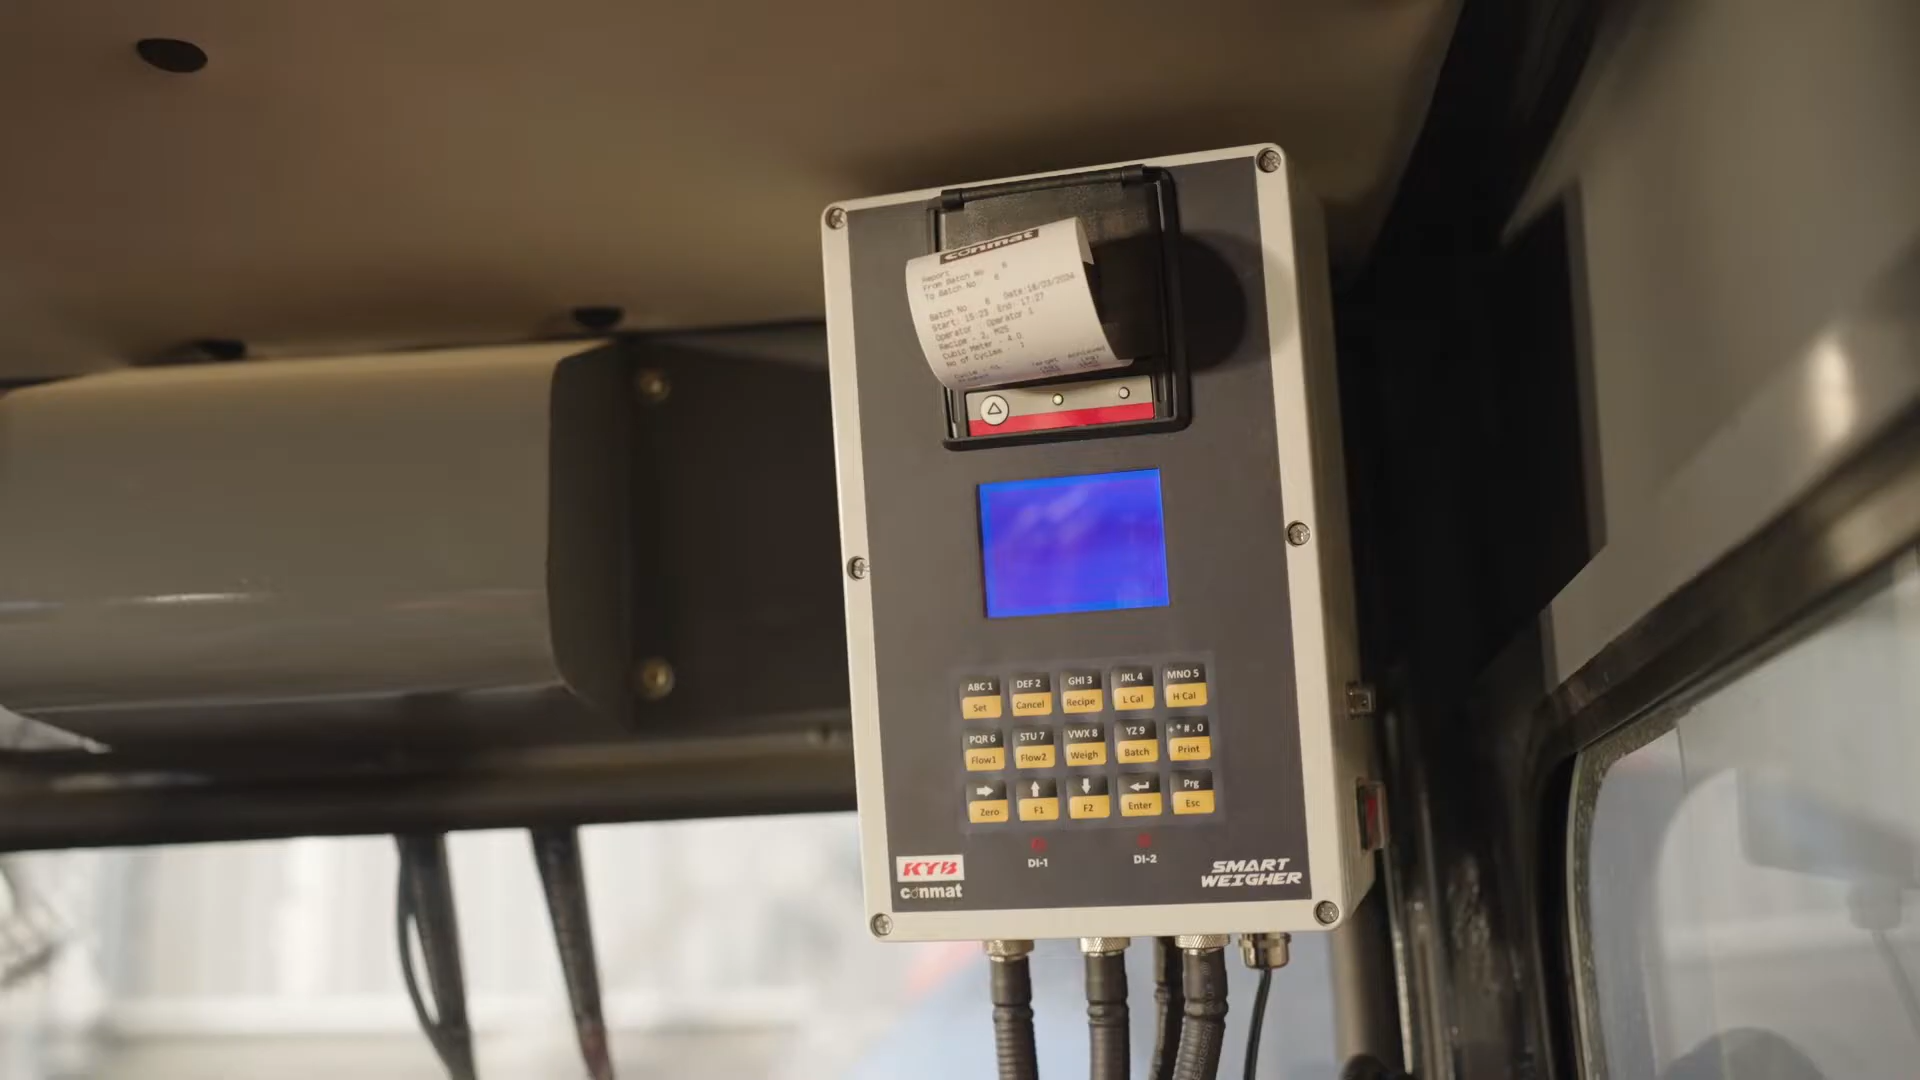 conmat
Report
From Batch No 6
To Batch No 6
Batch No 6 Date:18/03/2024
Start: 15:23 End: 17:27
Operator : Operator 1
Recipe - 2, M25
Cubic Meter - 4.0
No of Cycles - 1
Target Achieved
ABC 1 DEF 2 GHI 3 JKL 4 MNO 5
Set Cancel Recipe L Cal H Cal
PQR 6 STU 7 VWX 8 YZ 9 +*#.0
Flow1 Flow2 Weigh Batch Print
Prg
Zero F1 F2 Enter Esc
DI-1 DI-2
KYB
conmat
SMART
WEIGHER